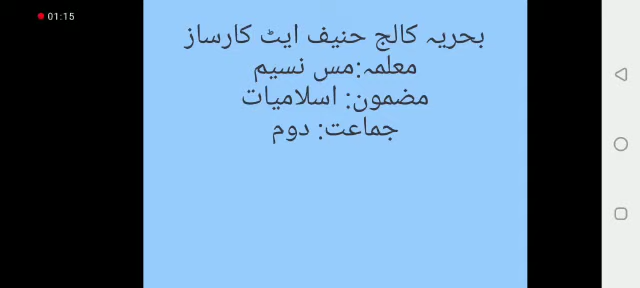 01:15
بحریہ کالج حنیف ایٹ کارساز
معلمہ:مس نسیم
مضمون: اسلامیات
جماعت: دوم